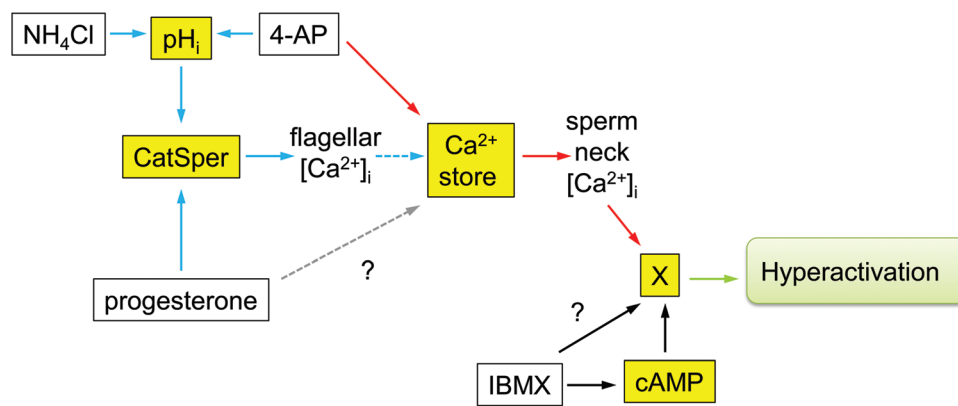 NH₄Cl
pHᵢ
4-AP
CatSper
flagellar
[Ca²⁺]ᵢ
Ca²⁺
store
sperm
neck
[Ca²⁺]ᵢ
?
progesterone
X
Hyperactivation
?
IBMX
cAMP